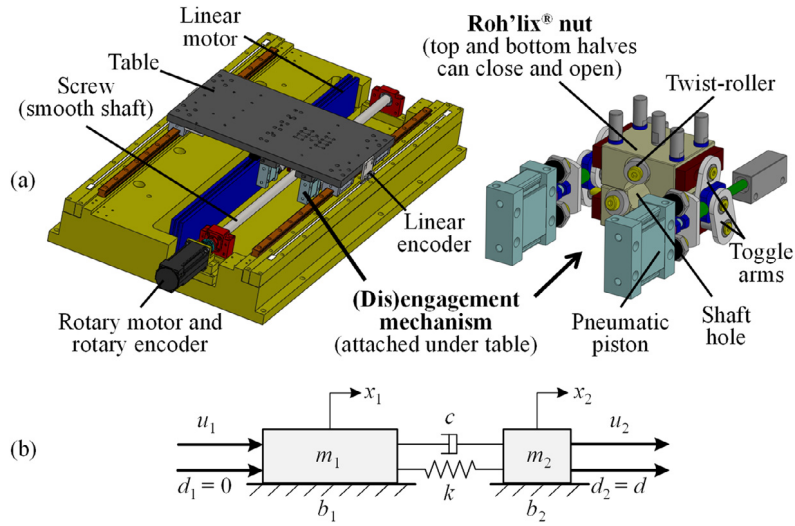 Linear
motor
Table
Screw
(smooth shaft)
(a)
Linear
encoder
Rotary motor and
rotary encoder
(Dis)engagement
mechanism
(attached under table)
Roh'lix® nut
(top and bottom halves
can close and open)
Twist-roller
Toggle
arms
Shaft
hole
Pneumatic
piston
(b)
x₁
x₂
u₁
c
u₂
m₁
m₂
d₁ = 0
k
d₂ = d
b₁
b₂